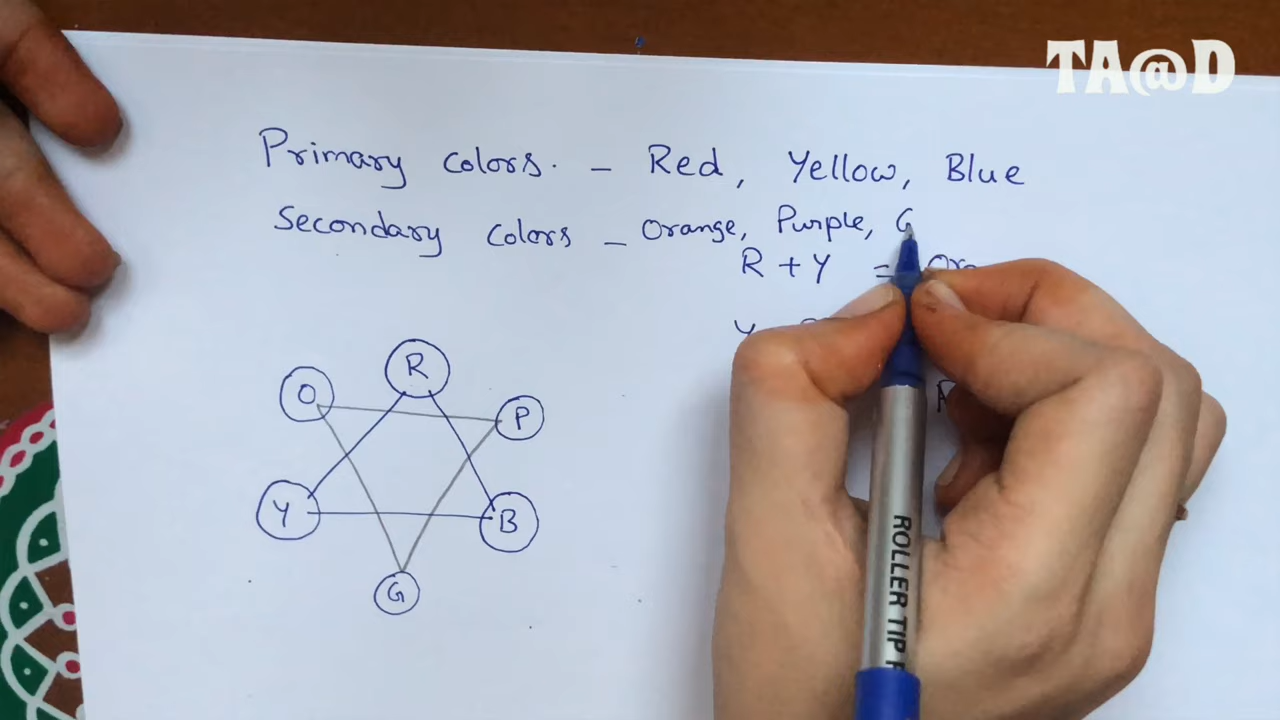 TA@D
Primary colors. - Red, Yellow, Blue
Secondary colors - Orange, Purple, G
R + Y =
O
R
P
Y
B
G
ROLLER TIP